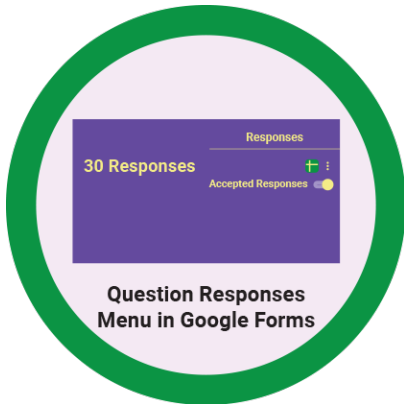 Responses
30 Responses
Accepted Responses
Question Responses
Menu in Google Forms